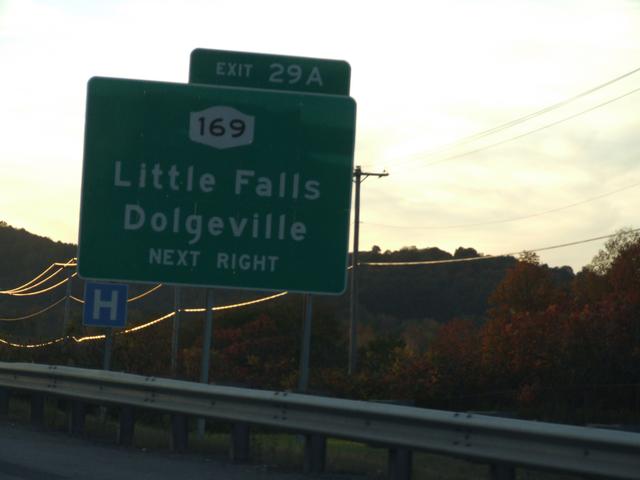 EXIT 29A
169
Little Falls
Dolgeville
NEXT RIGHT
H